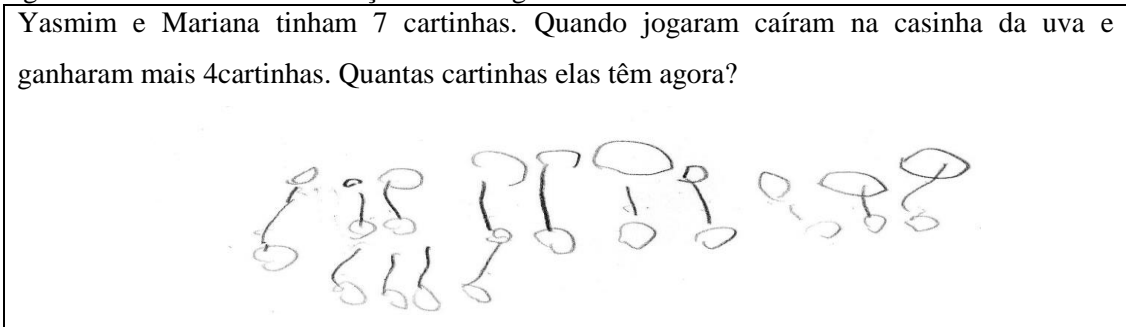 Yasmim e Mariana tinham 7 cartinhas. Quando jogaram caíram na casinha da uva e
ganharam mais 4cartinhas. Quantas cartinhas elas têm agora?